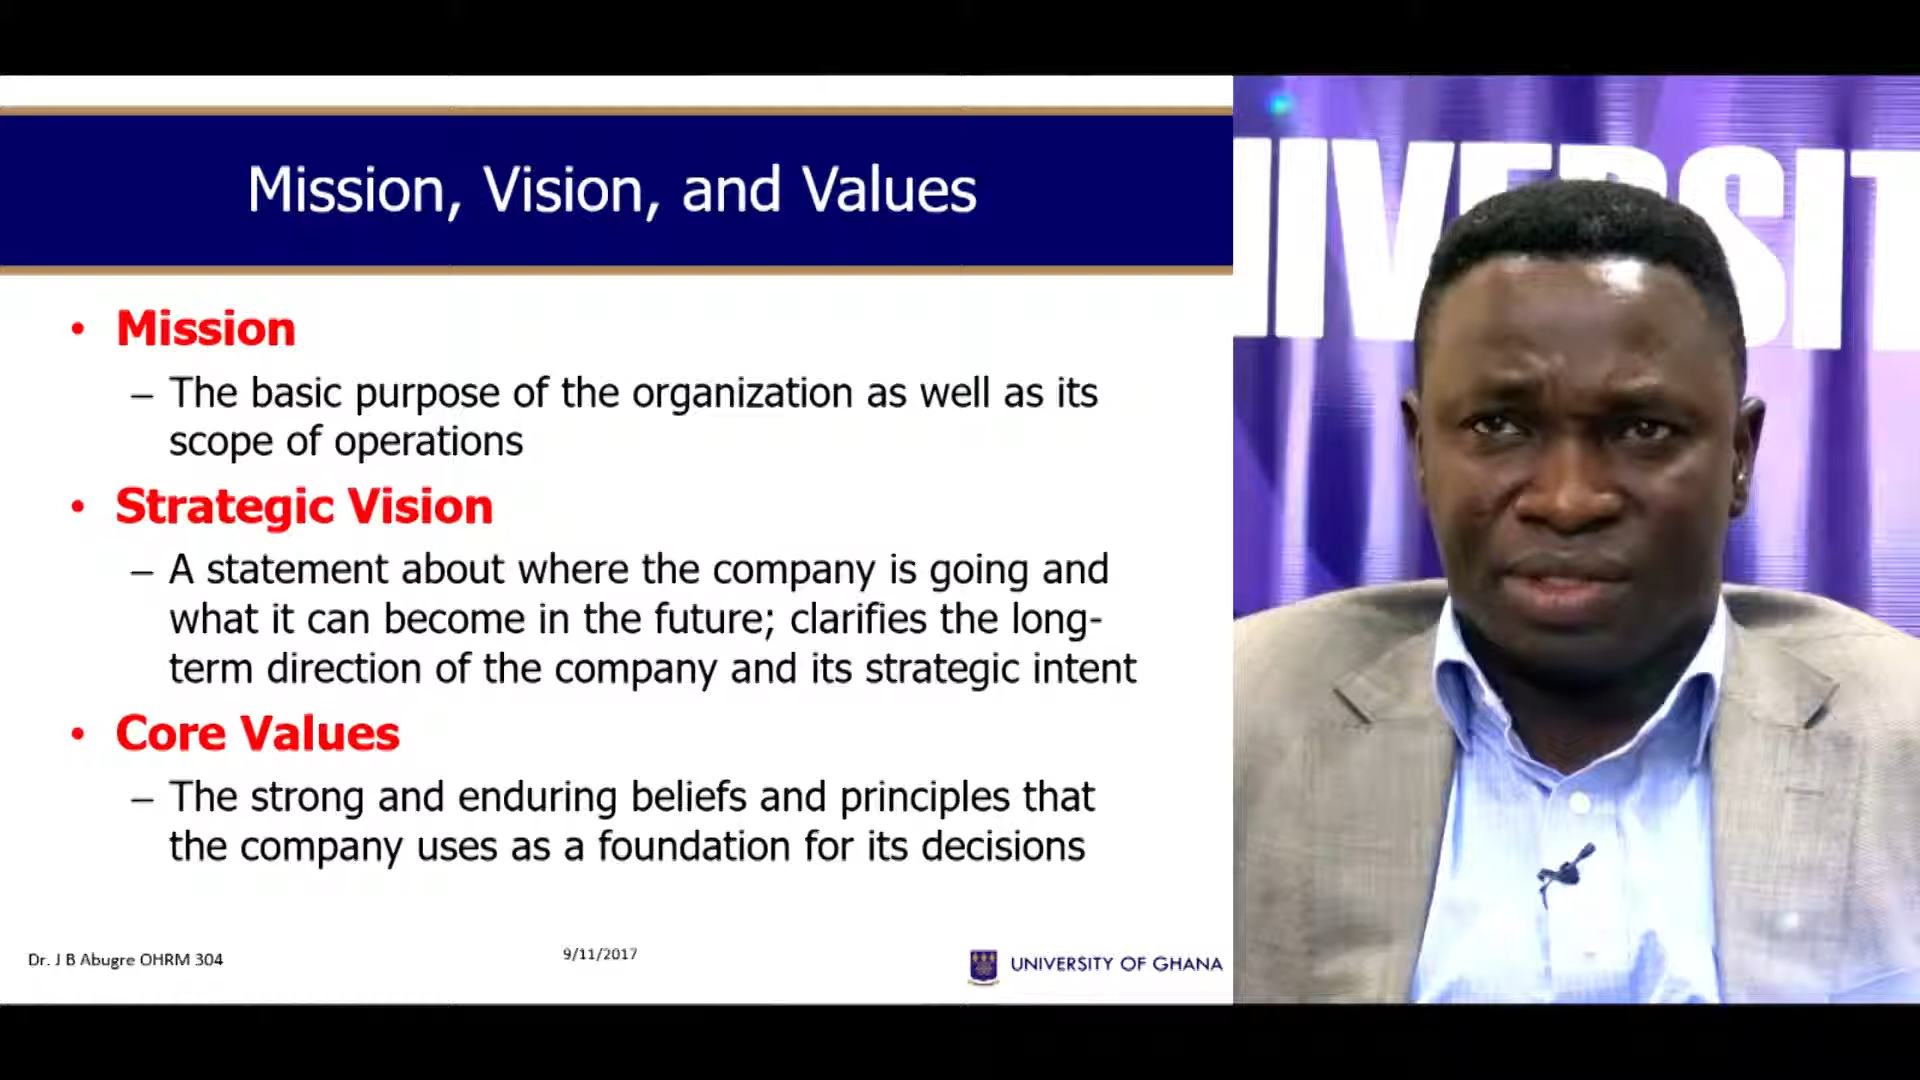 Mission, Vision, and Values
• Mission
– The basic purpose of the organization as well as its
scope of operations
• Strategic Vision
– A statement about where the company is going and
what it can become in the future; clarifies the long-
term direction of the company and its strategic intent
• Core Values
– The strong and enduring beliefs and principles that
the company uses as a foundation for its decisions
Dr. J B Abugre OHRM 304
9/11/2017
UNIVERSITY OF GHANA
IVERSIT